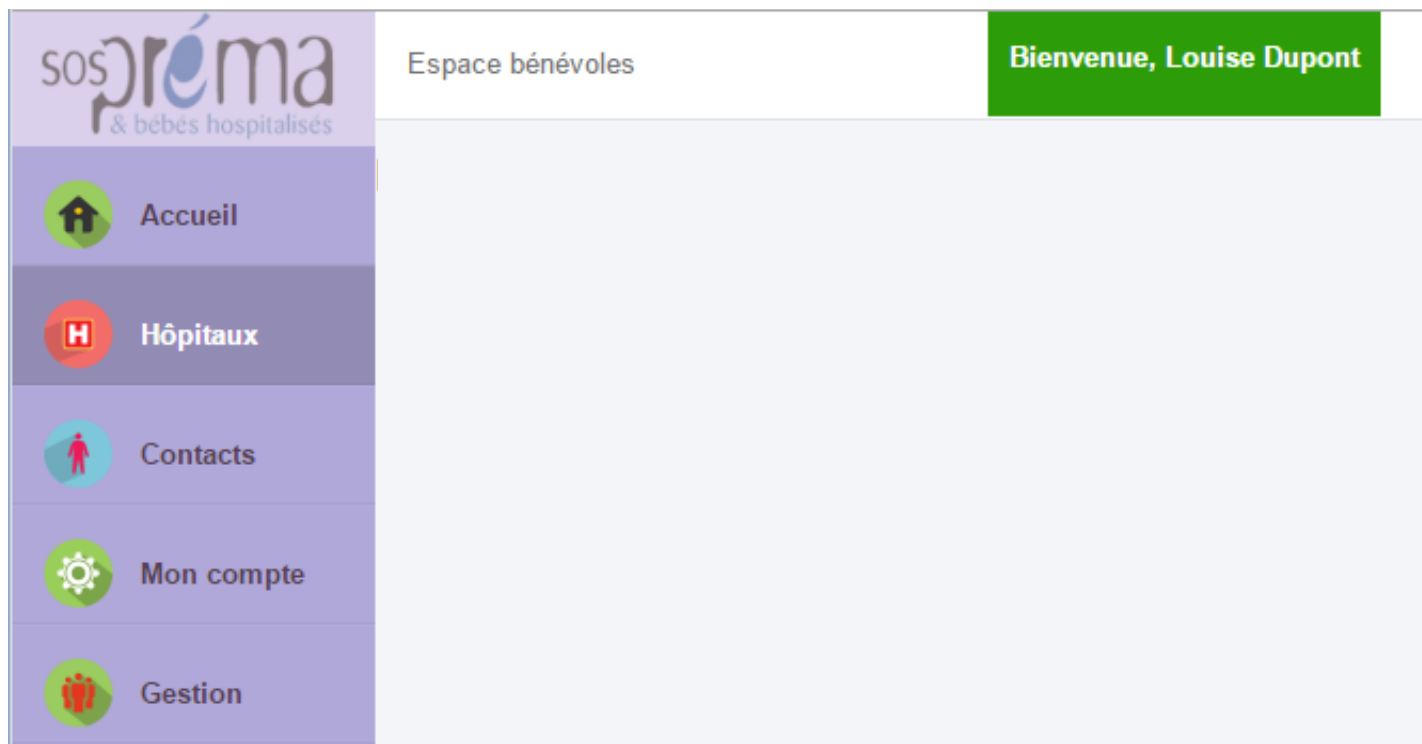 sos préma
& bébés hospitalisés
Espace bénévoles
Bienvenue, Louise Dupont
Accueil
H
Hôpitaux
Contacts
Mon compte
Gestion